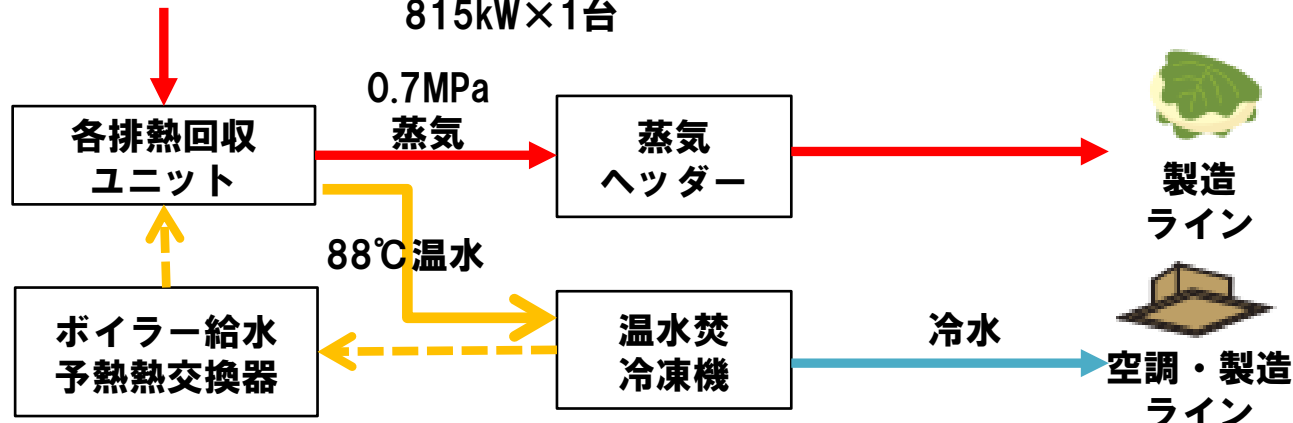 815kW×1台
0.7MPa
蒸気
各排熱回収
ユニット
蒸気
ヘッダー
製造
ライン
88℃温水
ボイラー給水
予熱熱交換器
温水焚
冷凍機
冷水
空調・製造
ライン